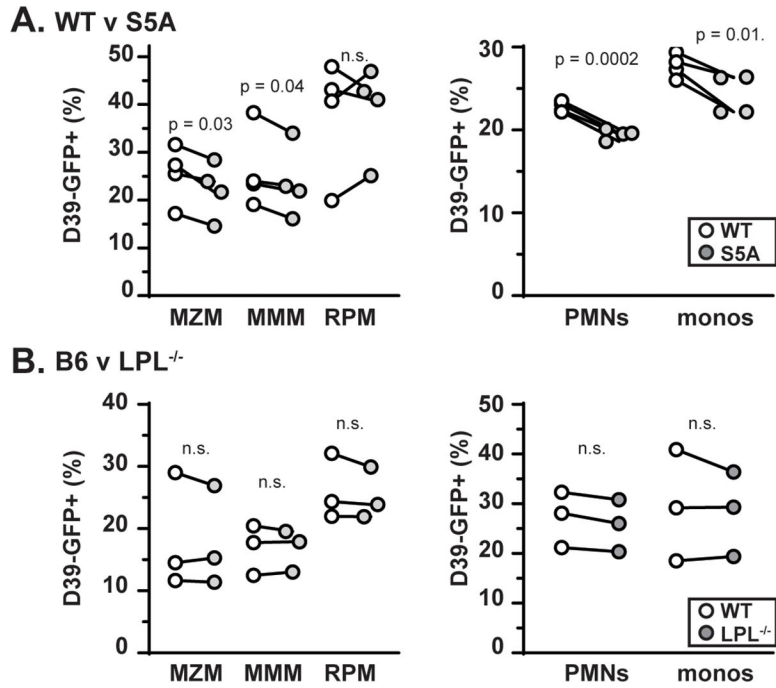 A. WT v S5A
D39-GFP+ (%)
50
40
30
20
10
0
p = 0.03
p = 0.04
n.s.
MZM MMM RPM
D39-GFP+ (%)
30
20
10
0
p = 0.0002
p = 0.01.
WT
S5A
PMNs monos
B. B6 v LPL-/-
D39-GFP+ (%)
40
30
20
10
0
n.s.
n.s.
n.s.
MZM MMM RPM
D39-GFP+ (%)
50
40
30
20
10
0
n.s.
n.s.
WT
LPL-/-
PMNs monos